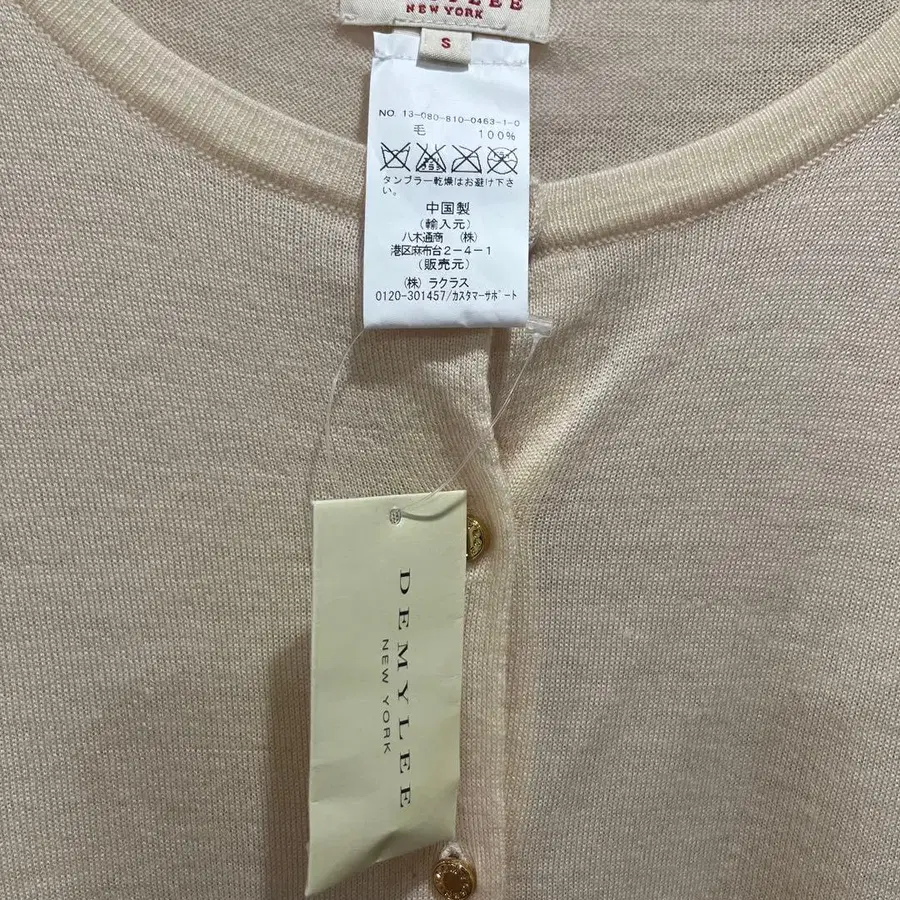 NEW YORK
S
NO. 13-080-810-0463-1-0
毛 100%
タンブラー乾燥はお避け下さ
い。
中国製
(輸入元)
八木通商 (株)
港区麻布台2-4-1
(販売元)
(株) ラクラス
0120-301457/カスタマーサポート
DEMYLEE
NEW YORK